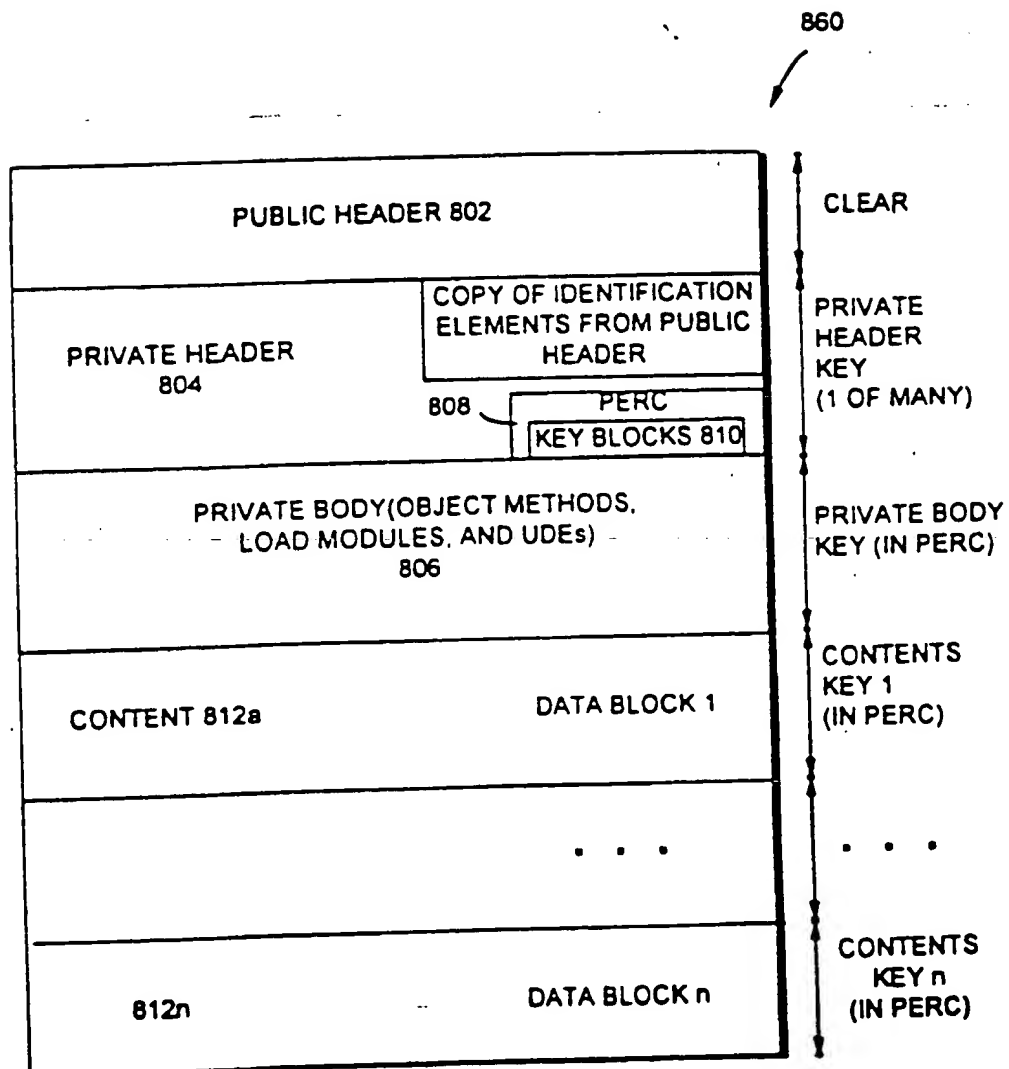 860
PUBLIC HEADER 802
CLEAR
COPY OF IDENTIFICATION
ELEMENTS FROM PUBLIC
HEADER
PRIVATE HEADER
804
PRIVATE
HEADER
KEY
(1 OF MANY)
808
PERC
KEY BLOCKS 810
PRIVATE BODY(OBJECT METHODS,
LOAD MODULES, AND UDEs)
806
PRIVATE BODY
KEY (IN PERC)
CONTENT 812a
DATA BLOCK 1
CONTENTS
KEY 1
(IN PERC)
. . .
. . .
812n
DATA BLOCK n
CONTENTS
KEY n
(IN PERC)